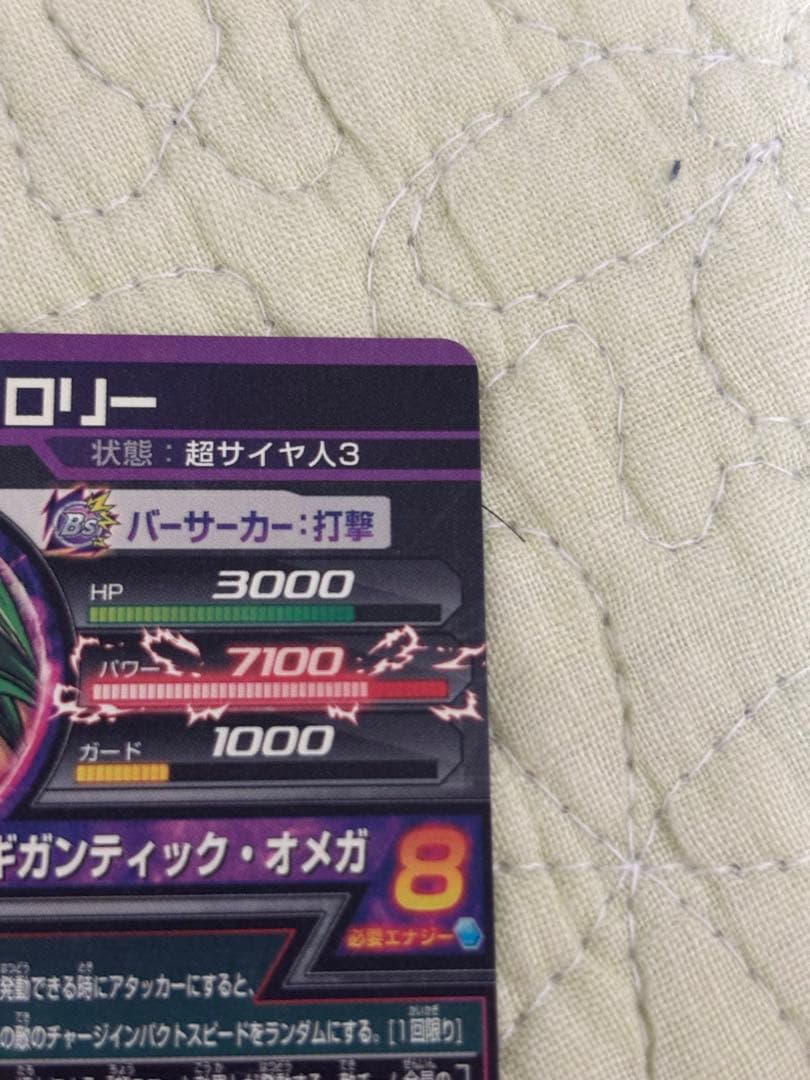 ロリー
状態：超サイヤ人3
Bs バーサーカー：打撃
HP 3000
パワー 7100
ガード 1000
ギガンティック・オメガ 8
必要エナジー
発動できる時にアタッカーにすると、
の敵のチャージインパクトスピードをランダムにする。[1回限り]